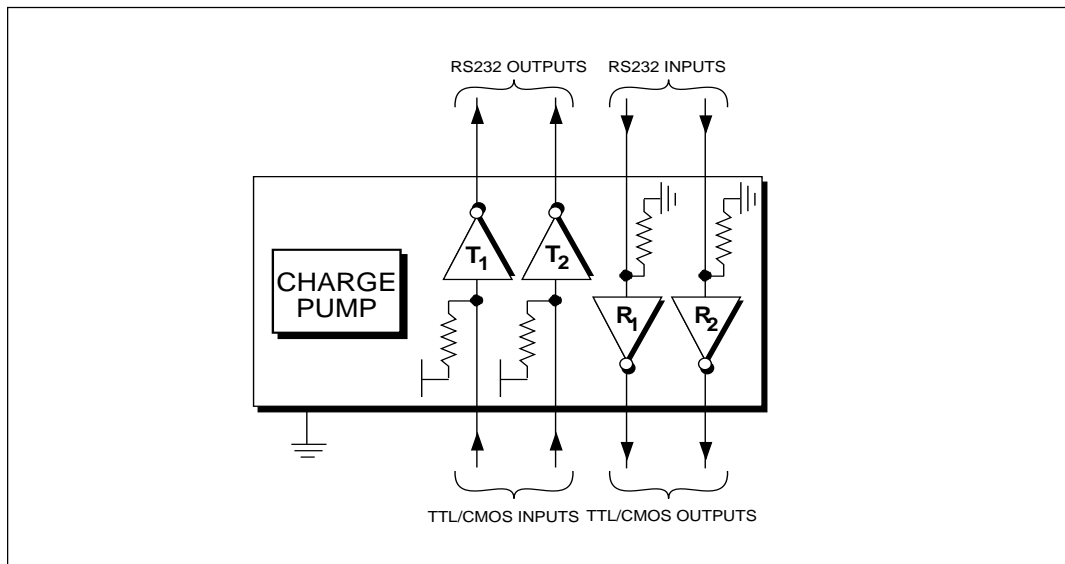 RS232 OUTPUTS
RS232 INPUTS
T1
T2
CHARGE
PUMP
R1
R2
TTL/CMOS INPUTS
TTL/CMOS OUTPUTS